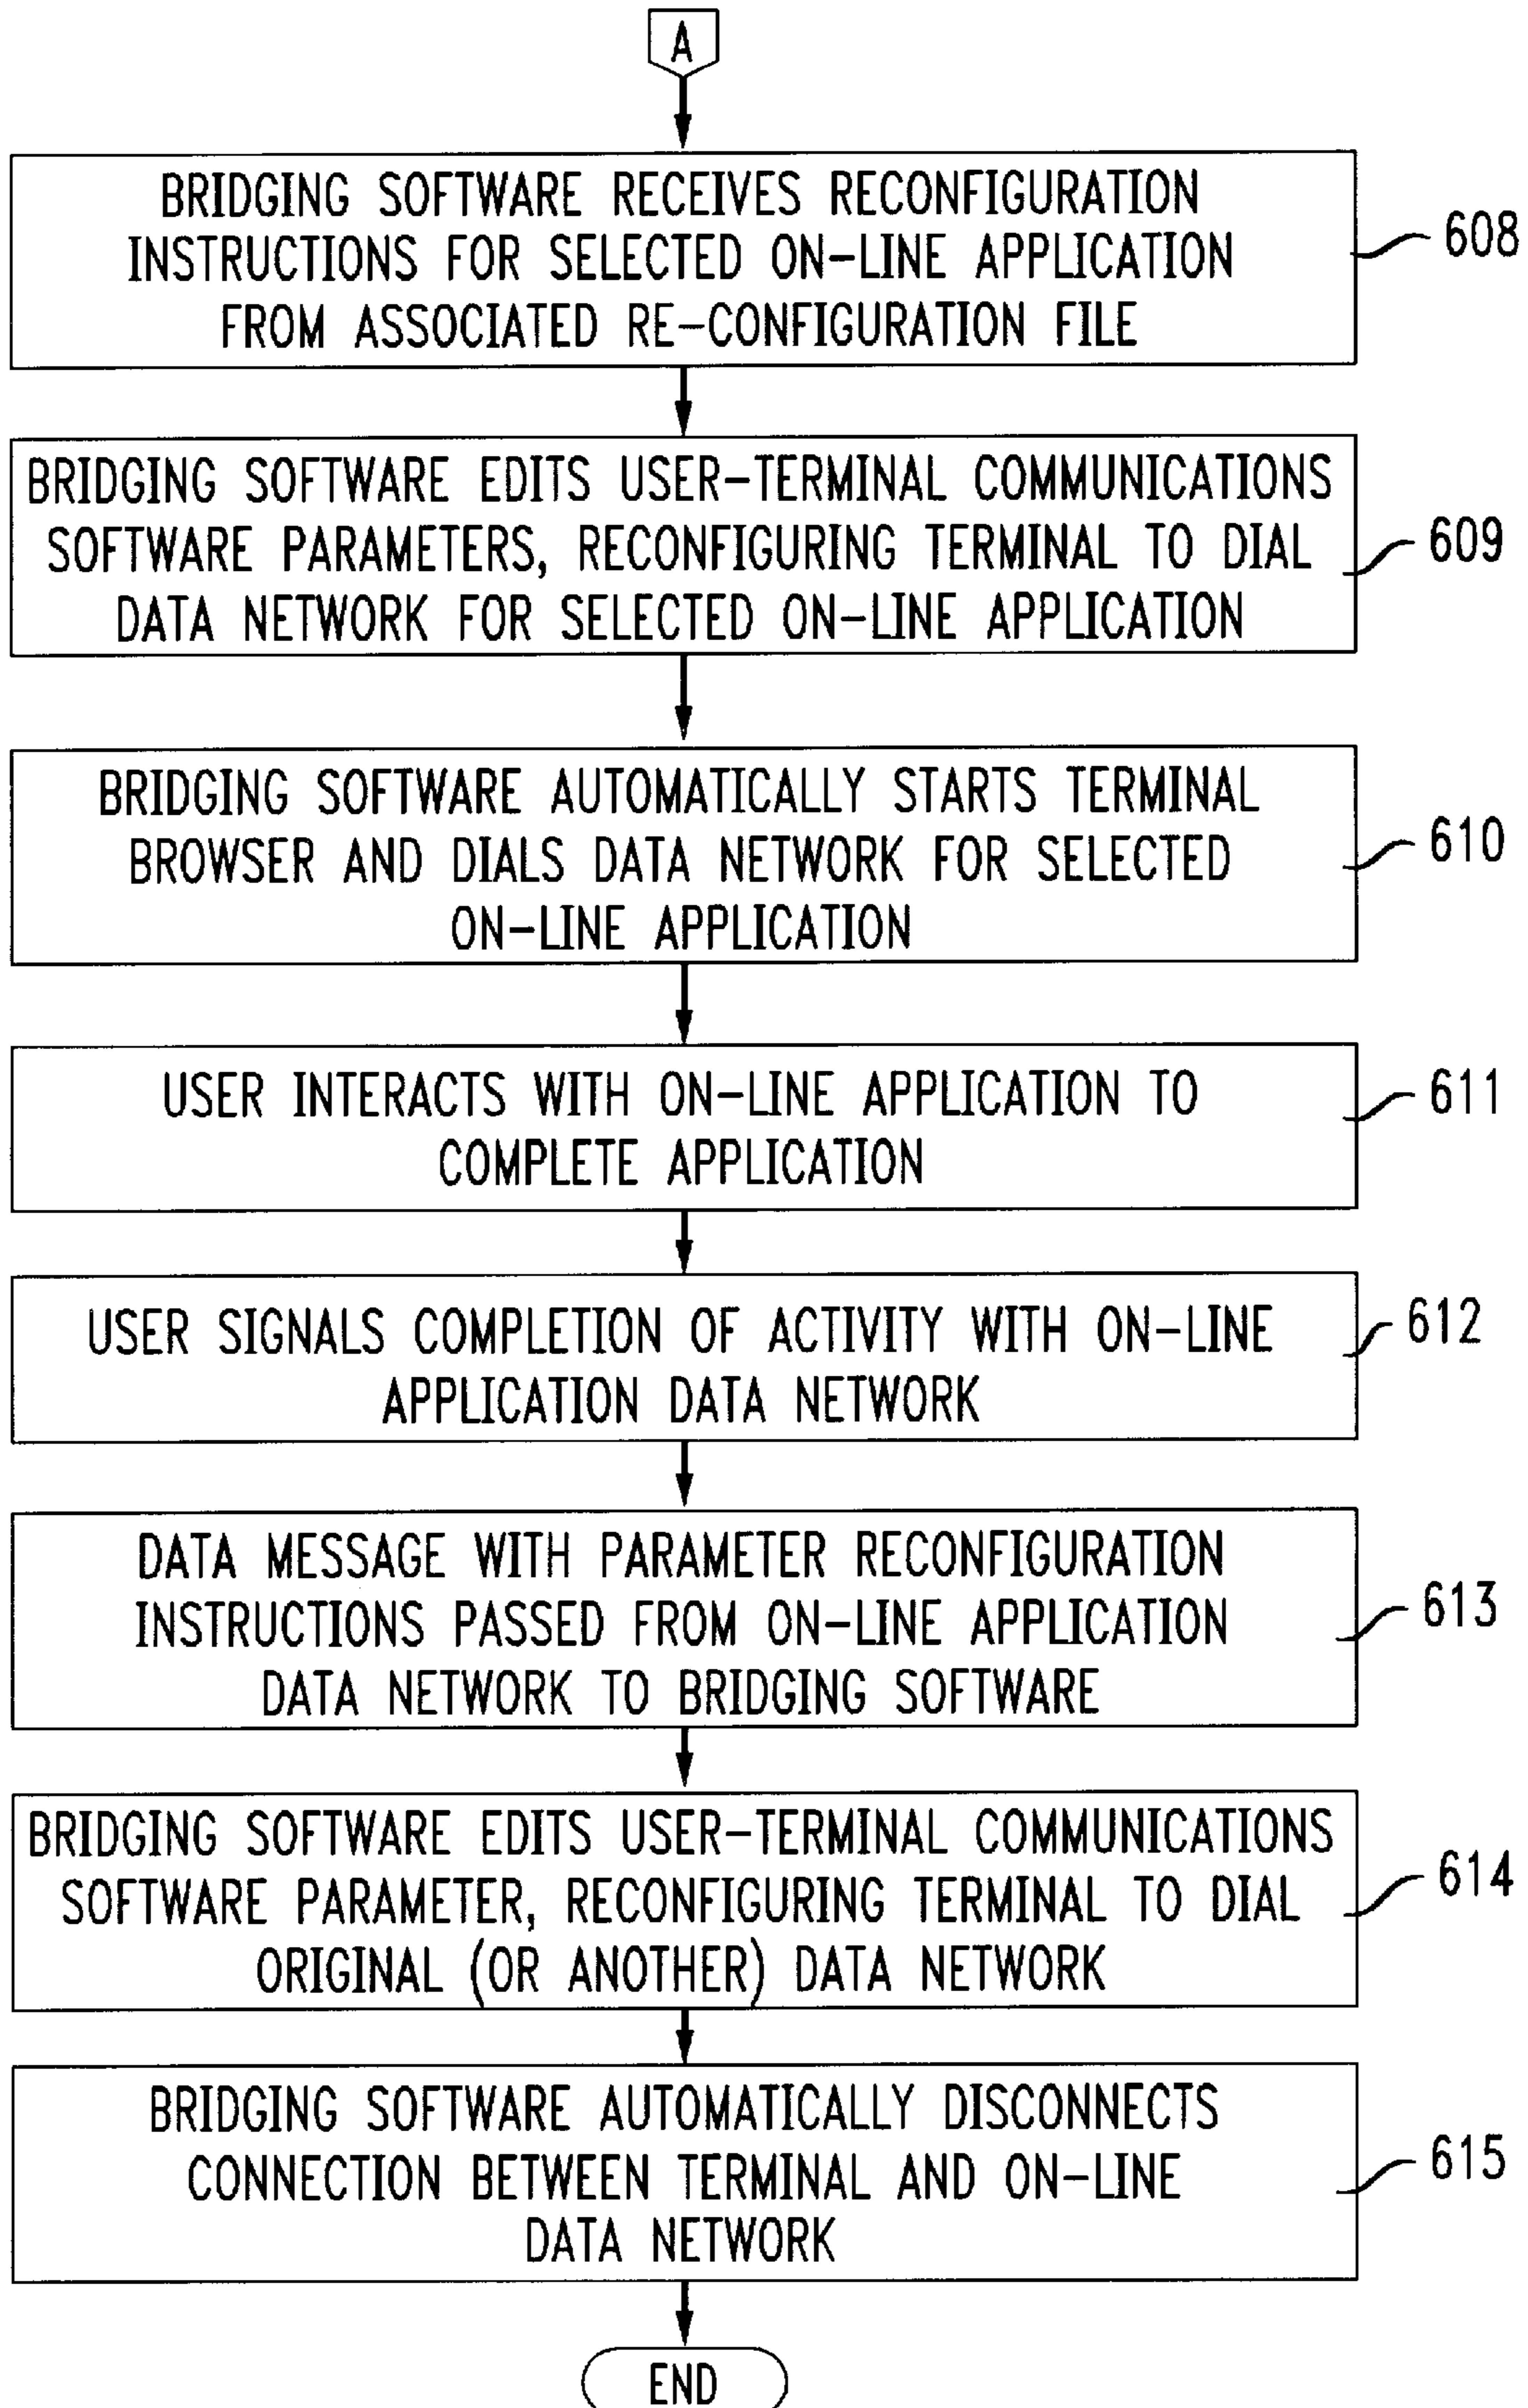 A
BRIDGING SOFTWARE RECEIVES RECONFIGURATION
INSTRUCTIONS FOR SELECTED ON-LINE APPLICATION
FROM ASSOCIATED RE-CONFIGURATION FILE
608
BRIDGING SOFTWARE EDITS USER-TERMINAL COMMUNICATIONS
SOFTWARE PARAMETERS, RECONFIGURING TERMINAL TO DIAL
DATA NETWORK FOR SELECTED ON-LINE APPLICATION
609
BRIDGING SOFTWARE AUTOMATICALLY STARTS TERMINAL
BROWSER AND DIALS DATA NETWORK FOR SELECTED
ON-LINE APPLICATION
610
USER INTERACTS WITH ON-LINE APPLICATION TO
COMPLETE APPLICATION
611
USER SIGNALS COMPLETION OF ACTIVITY WITH ON-LINE
APPLICATION DATA NETWORK
612
DATA MESSAGE WITH PARAMETER RECONFIGURATION
INSTRUCTIONS PASSED FROM ON-LINE APPLICATION
DATA NETWORK TO BRIDGING SOFTWARE
613
BRIDGING SOFTWARE EDITS USER-TERMINAL COMMUNICATIONS
SOFTWARE PARAMETER, RECONFIGURING TERMINAL TO DIAL
ORIGINAL (OR ANOTHER) DATA NETWORK
614
BRIDGING SOFTWARE AUTOMATICALLY DISCONNECTS
CONNECTION BETWEEN TERMINAL AND ON-LINE
DATA NETWORK
615
END